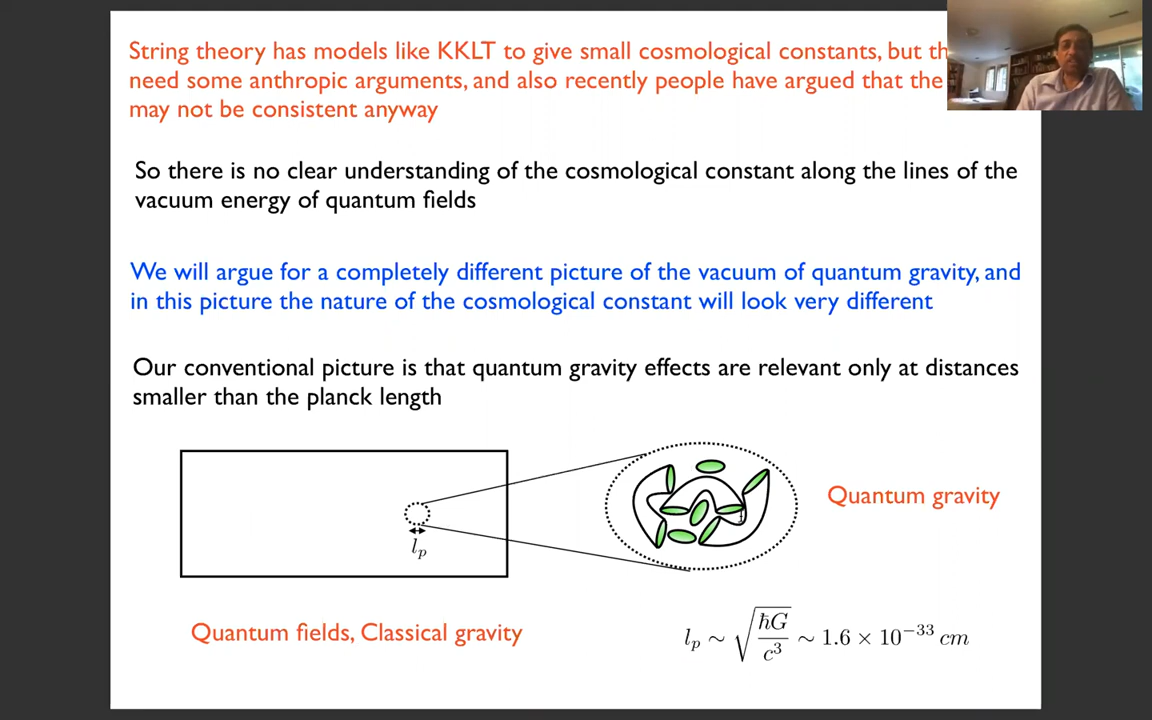 String theory has models like KKLT to give small cosmological constants, but
need some anthropic arguments, and also recently people have argued that the
may not be consistent anyway
So there is no clear understanding of the cosmological constant along the lines of the
vacuum energy of quantum fields
We will argue for a completely different picture of the vacuum of quantum gravity, and
in this picture the nature of the cosmological constant will look very different
Our conventional picture is that quantum gravity effects are relevant only at distances
smaller than the planck length
Quantum gravity
l_p
Quantum fields, Classical gravity
l_p ∼ √(ħG/c³) ∼ 1.6 × 10⁻³³ cm